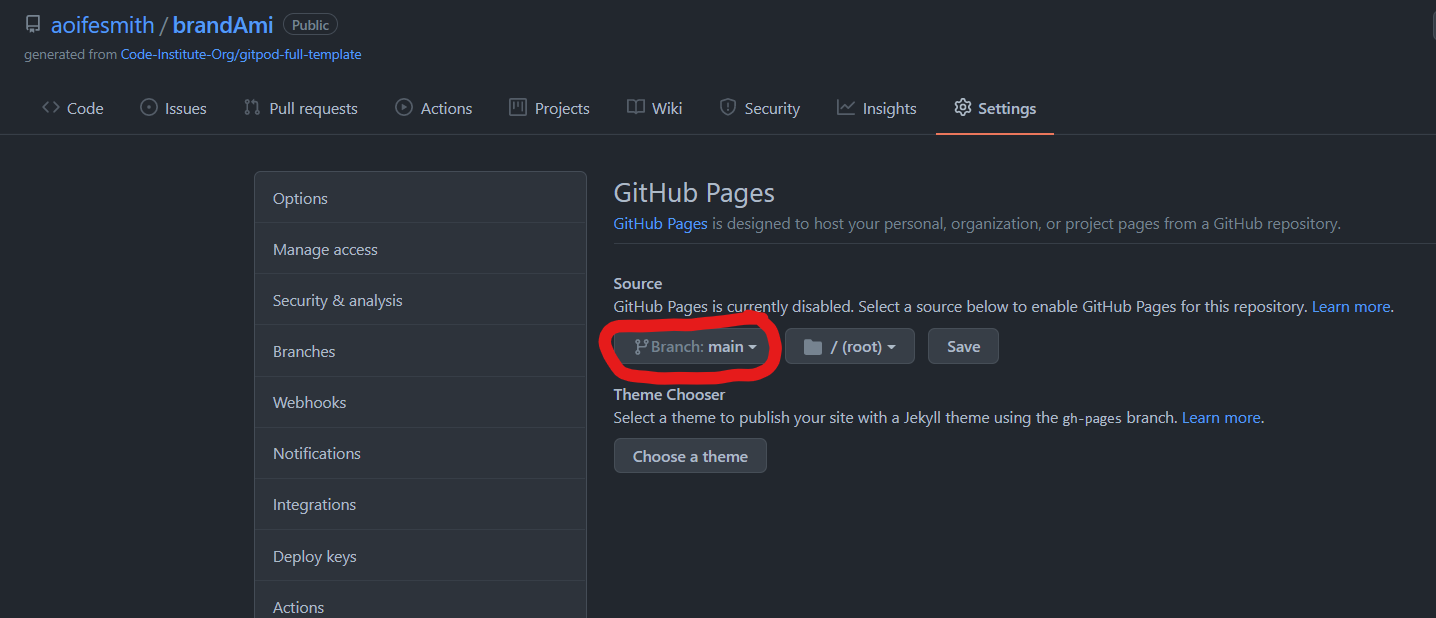 aoifesmith / brandAmi Public
generated from Code-Institute-Org/gitpod-full-template
Code Issues Pull requests Actions Projects Wiki Security Insights Settings
Options
Manage access
Security & analysis
Branches
Webhooks
Notifications
Integrations
Deploy keys
Actions
GitHub Pages
GitHub Pages is designed to host your personal, organization, or project pages from a GitHub repository.
Source
GitHub Pages is currently disabled. Select a source below to enable GitHub Pages for this repository. Learn more.
Branch: main / (root) Save
Theme Chooser
Select a theme to publish your site with a Jekyll theme using the gh-pages branch. Learn more.
Choose a theme